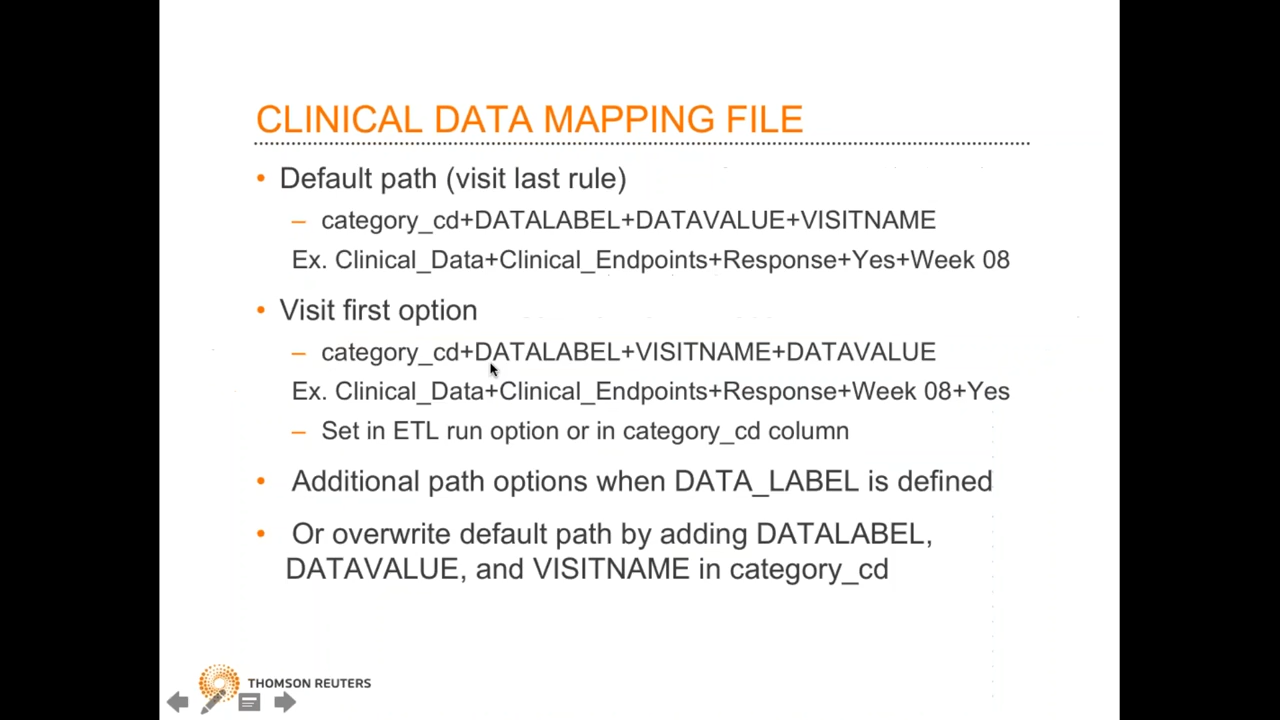 CLINICAL DATA MAPPING FILE
• Default path (visit last rule)
– category_cd+DATALABEL+DATAVALUE+VISITNAME
Ex. Clinical_Data+Clinical_Endpoints+Response+Yes+Week 08
• Visit first option
– category_cd+DATALABEL+VISITNAME+DATAVALUE
Ex. Clinical_Data+Clinical_Endpoints+Response+Week 08+Yes
– Set in ETL run option or in category_cd column
• Additional path options when DATA_LABEL is defined
• Or overwrite default path by adding DATALABEL,
DATAVALUE, and VISITNAME in category_cd
THOMSON REUTERS